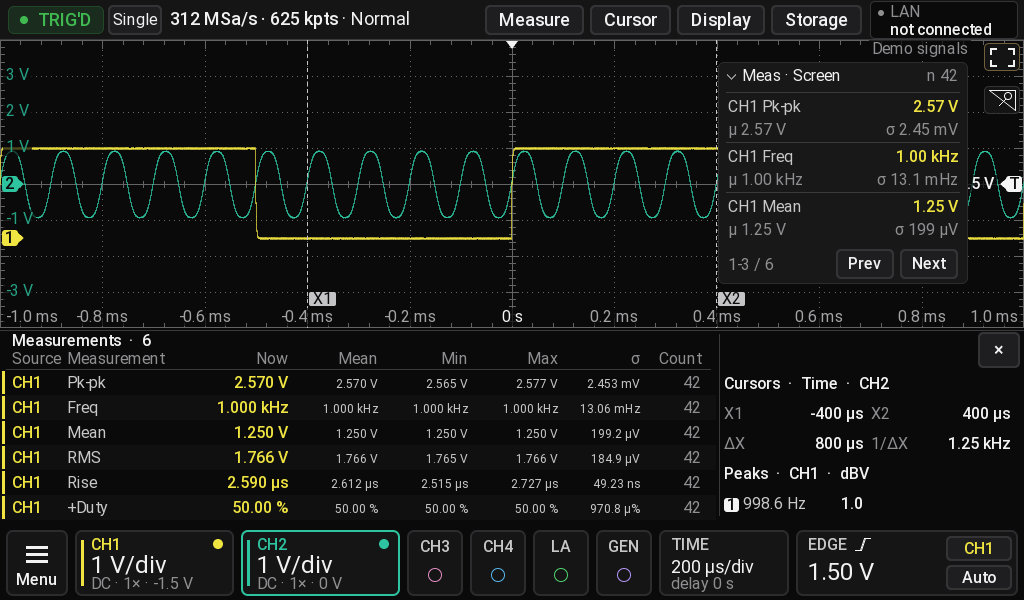 TRIG'D Single 312 MSa/s · 625 kpts · Normal Measure Cursor Display Storage LAN not connected
Demo signals
3 V
2 V
1 V
-1 V
-3 V
2
1
Meas · Screen n 42
CH1 Pk-pk 2.57 V
µ 2.57 V σ 2.45 mV
CH1 Freq 1.00 kHz
µ 1.00 kHz σ 13.1 mHz
CH1 Mean 1.25 V
µ 1.25 V σ 199 µV
1-3 / 6 Prev Next
.5 V T
X1 X2
-1.0 ms -0.8 ms -0.6 ms -0.4 ms -0.2 ms 0 s 0.2 ms 0.4 ms 0.6 ms 0.8 ms 1.0 ms
Measurements · 6
Source Measurement Now Mean Min Max σ Count
CH1 Pk-pk 2.570 V 2.570 V 2.565 V 2.577 V 2.453 mV 42
CH1 Freq 1.000 kHz 1.000 kHz 1.000 kHz 1.000 kHz 13.06 mHz 42
CH1 Mean 1.250 V 1.250 V 1.250 V 1.250 V 199.2 µV 42
CH1 RMS 1.766 V 1.766 V 1.765 V 1.766 V 184.9 µV 42
CH1 Rise 2.590 µs 2.612 µs 2.515 µs 2.727 µs 49.23 ns 42
CH1 +Duty 50.00 % 50.00 % 50.00 % 50.00 % 970.8 µ% 42
×
Cursors · Time · CH2
X1 -400 µs X2 400 µs
ΔX 800 µs 1/ΔX 1.25 kHz
Peaks · CH1 · dBV
1 998.6 Hz 1.0
Menu
CH1
1 V/div
DC · 1× · -1.5 V
CH2
1 V/div
DC · 1× · 0 V
CH3 CH4 LA GEN
TIME
200 µs/div
delay 0 s
EDGE
1.50 V
CH1
Auto